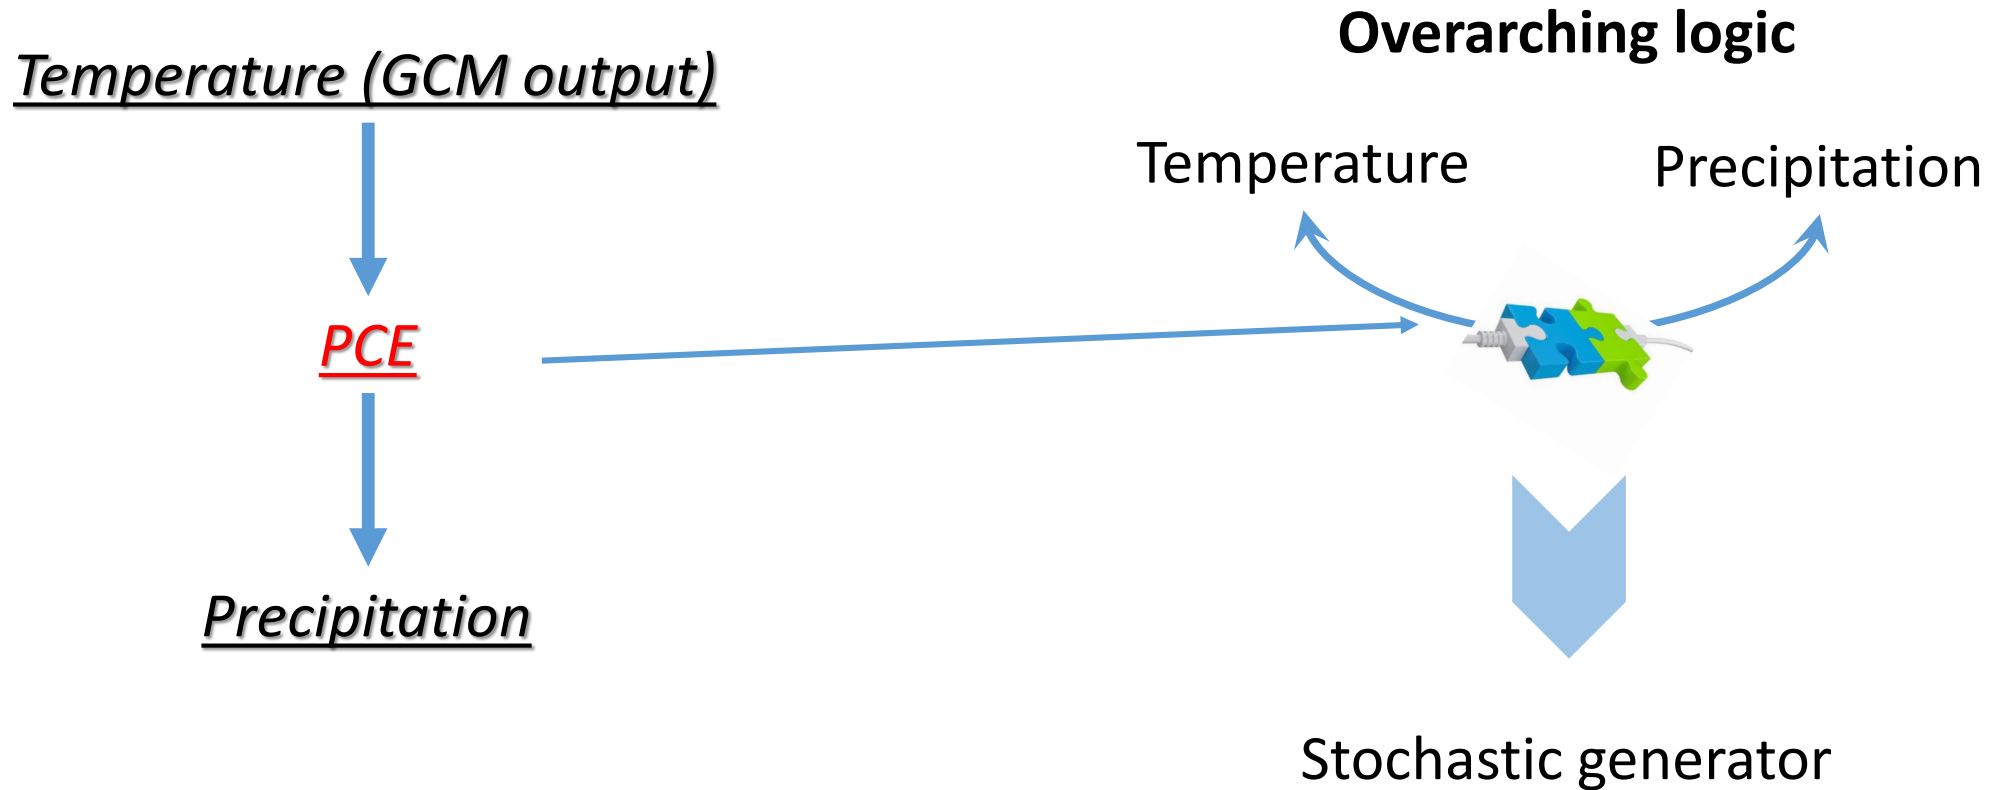 Overarching logic
Temperature (GCM output)
Temperature
Precipitation
PCE
Precipitation
Stochastic generator